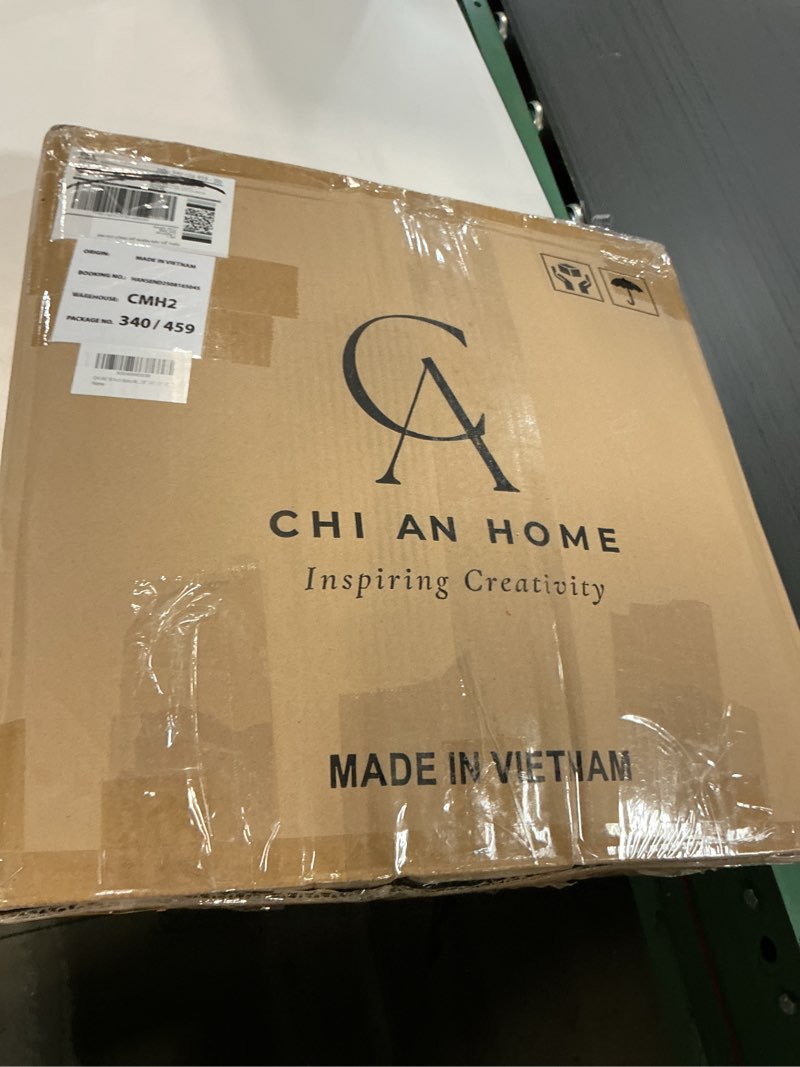 ORIGIN: MADE IN VIETNAM
BOOKING NO.: HANSEND2508165045
WAREHOUSE: CMH2
PACKAGE NO. 340/459
CA
CHI AN HOME
Inspiring Creativity
MADE IN VIETNAM